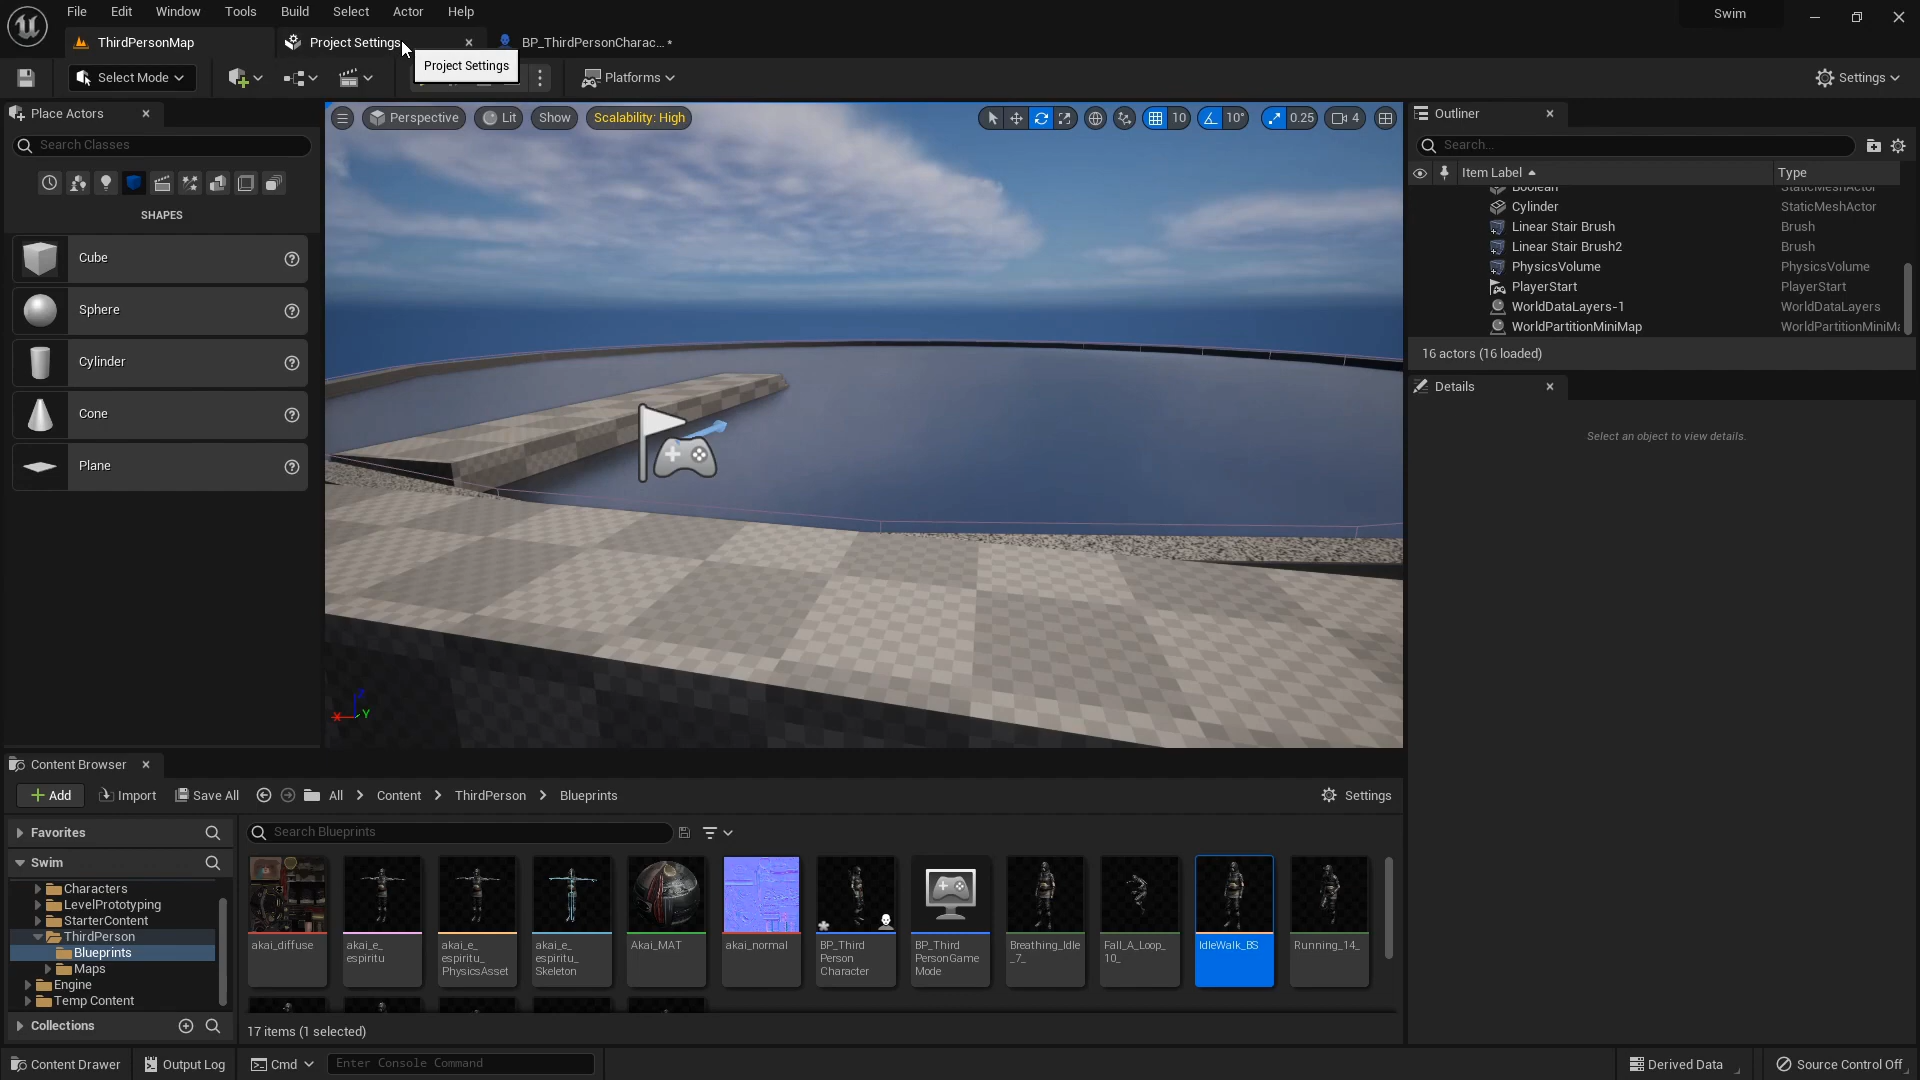 File Edit Window Tools Build Select Actor Help Swim
ThirdPersonMap Project Settings BP_ThirdPersonCharac... *
Project Settings
Select Mode Platforms Settings
Place Actors
Search Classes
SHAPES
Cube
Sphere
Cylinder
Cone
Plane
Perspective Lit Show Scalability: High 10 10° 0.25 4
Y
Outliner
Search...
Item Label Type
Boolean StaticMeshActor
Cylinder StaticMeshActor
Linear Stair Brush Brush
Linear Stair Brush2 Brush
PhysicsVolume PhysicsVolume
PlayerStart PlayerStart
WorldDataLayers-1 WorldDataLayers
WorldPartitionMiniMap WorldPartitionMiniMa
16 actors (16 loaded)
Details
Select an object to view details.
Content Browser
Add Import Save All All Content ThirdPerson Blueprints Settings
Favorites
Swim
Characters
LevelPrototyping
StarterContent
ThirdPerson
Blueprints
Maps
Engine
Temp Content
Collections
Search Blueprints
akai_diffuse
akai_e_
espiritu
akai_e_
espiritu_
PhysicsAsset
akai_e_
espiritu_
Skeleton
Akai_MAT
akai_normal
BP_Third
Person
Character
BP_Third
PersonGame
Mode
Breathing_Idle
_7_
Fall_A_Loop_
10_
IdleWalk_BS
Running_14_
17 items (1 selected)
Content Drawer Output Log Cmd Enter Console Command Derived Data Source Control Off